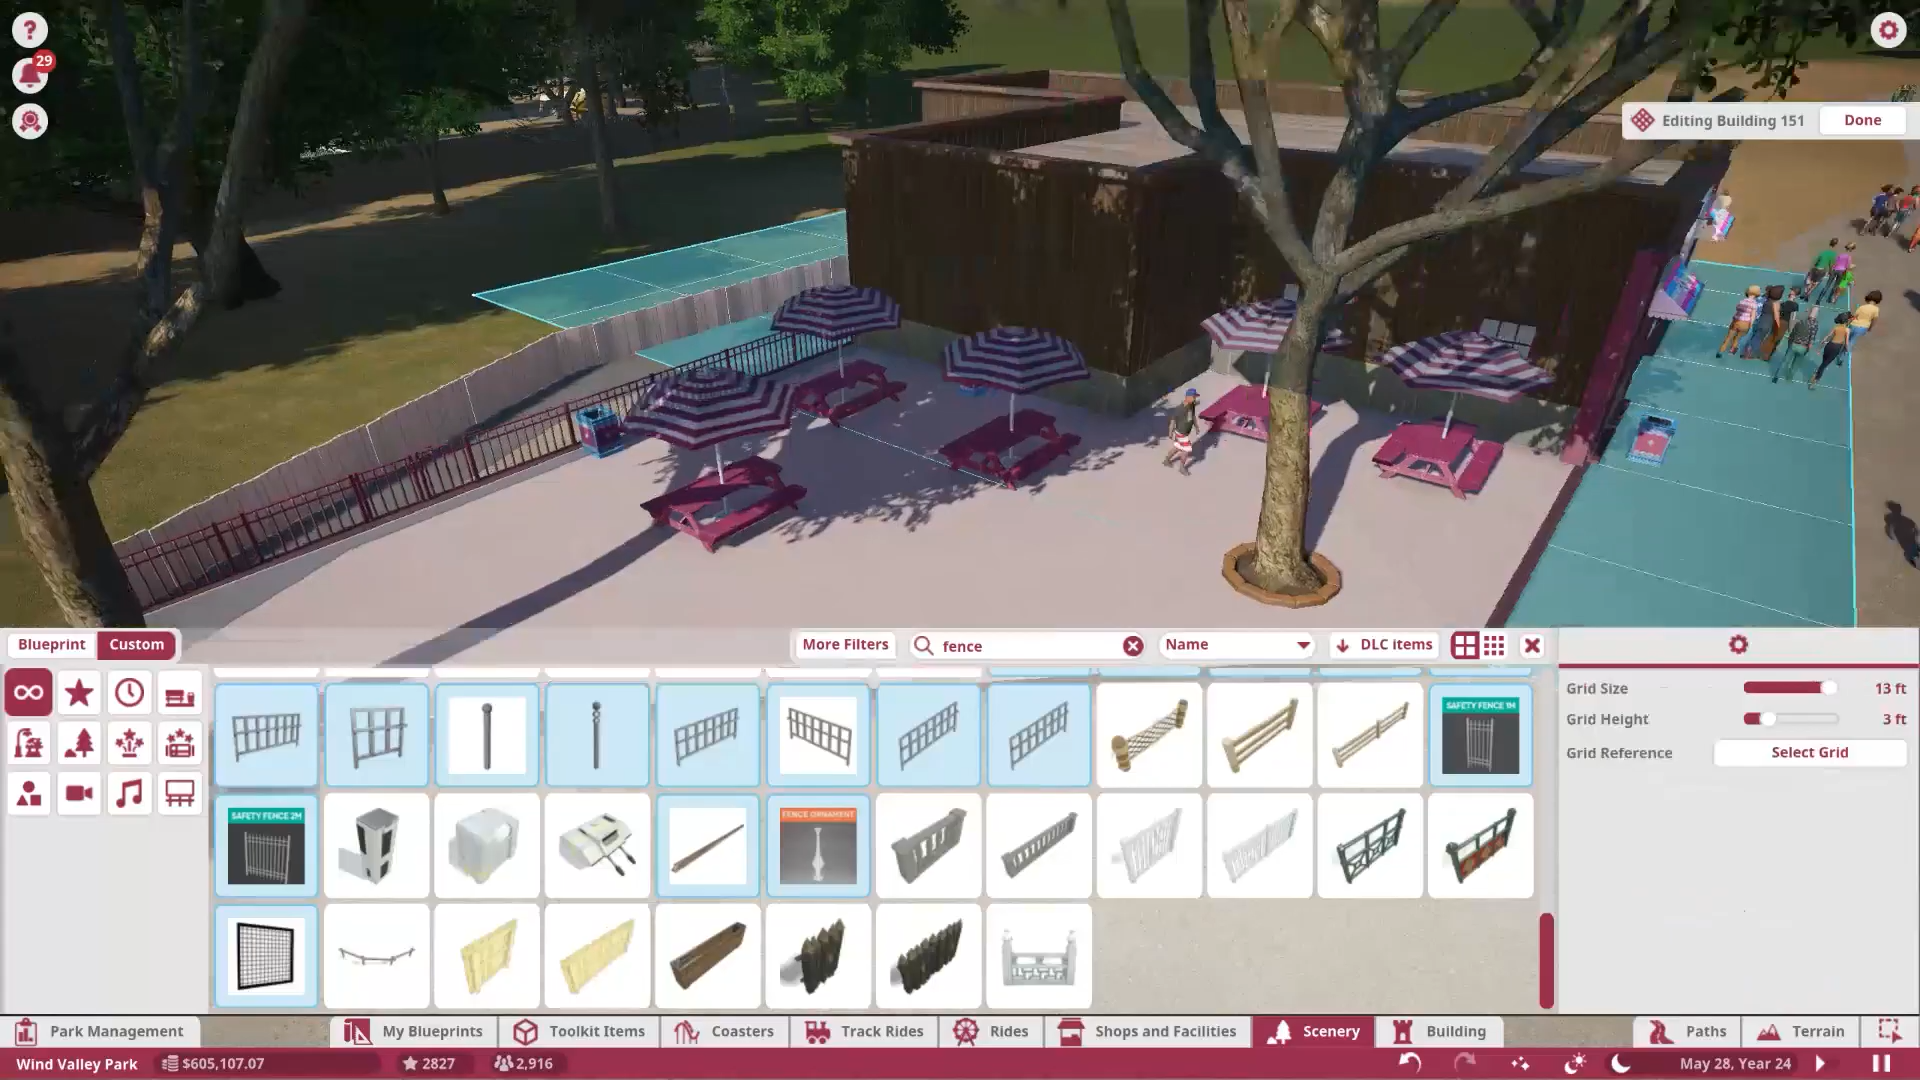 ?
29
Editing Building 151
Done
Blueprint
Custom
More Filters
fence
Name
DLC items
Grid Size
13 ft
Grid Height
3 ft
Grid Reference
Select Grid
SAFETY FENCE 1M
SAFETY FENCE 2M
FENCE ORNAMENT
Park Management
My Blueprints
Toolkit Items
Coasters
Track Rides
Rides
Shops and Facilities
Scenery
Building
Paths
Terrain
Wind Valley Park
$605,107.07
2827
2,916
May 28, Year 24